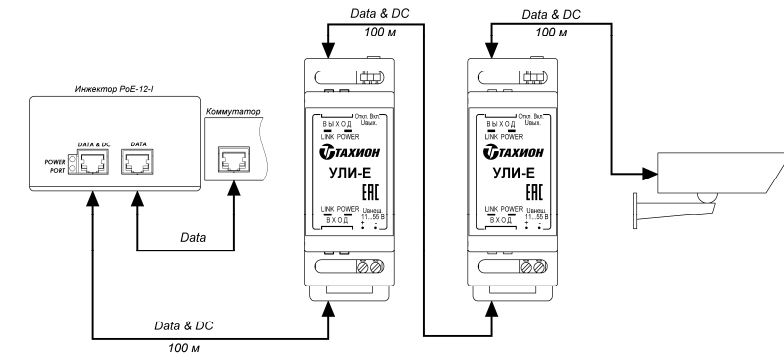 Data & DC
100 м
Data & DC
100 м
Инжектор PoE-12-I
Коммутатор
DATA & DC
DATA
POWER
PORT
Откл. Вкл.
ВЫХОД Uвых.
LINK POWER
ТАХИОН
УЛИ-E
EAC
LINK POWER Uвнеш.
ВХОД 11...55 В
+ -
Откл. Вкл.
ВЫХОД Uвых.
LINK POWER
ТАХИОН
УЛИ-E
EAC
LINK POWER Uвнеш.
ВХОД 11...55 В
+ -
Data
Data & DC
100 м